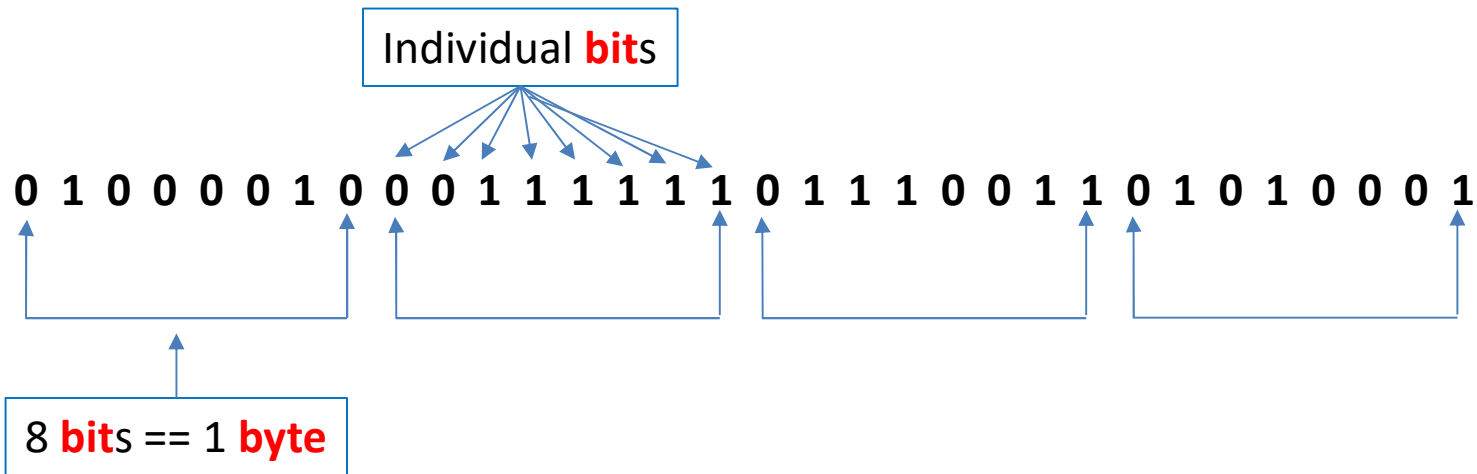 Individual bits
0 1 0 0 0 0 1 0 0 0 1 1 1 1 1 1 0 1 1 1 0 0 1 1 0 1 0 1 0 0 0 1
8 bits == 1 byte